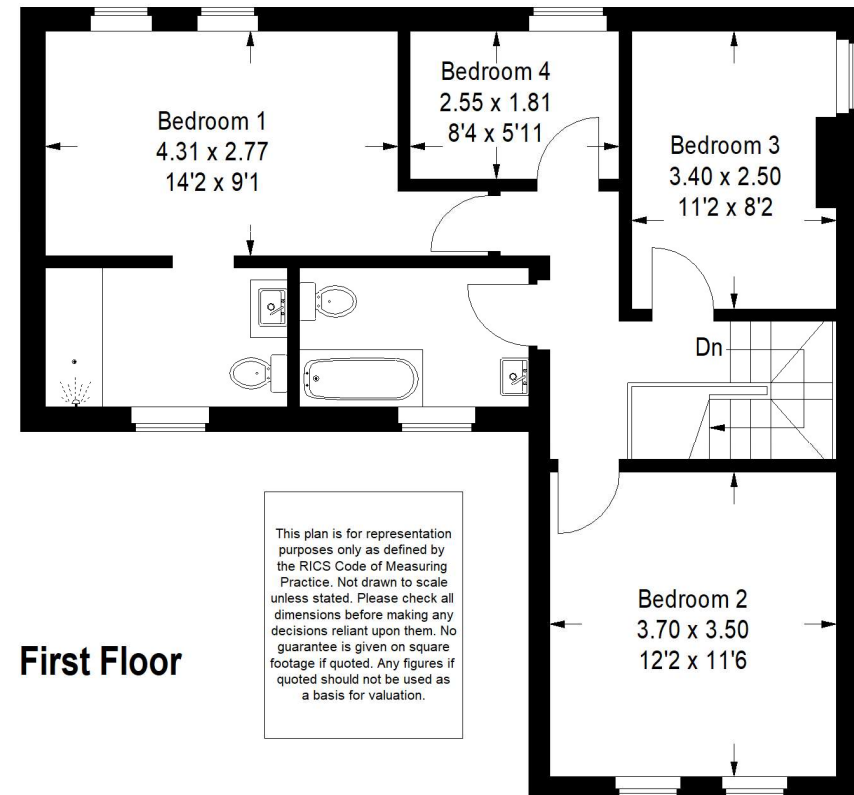 Bedroom 1
4.31 x 2.77
14'2 x 9'1
Bedroom 4
2.55 x 1.81
8'4 x 5'11
Bedroom 3
3.40 x 2.50
11'2 x 8'2
Dn
This plan is for representation
purposes only as defined by
the RICS Code of Measuring
Practice. Not drawn to scale
unless stated. Please check all
dimensions before making any
decisions reliant upon them. No
guarantee is given on square
footage if quoted. Any figures if
quoted should not be used as
a basis for valuation.
Bedroom 2
3.70 x 3.50
12'2 x 11'6
First Floor